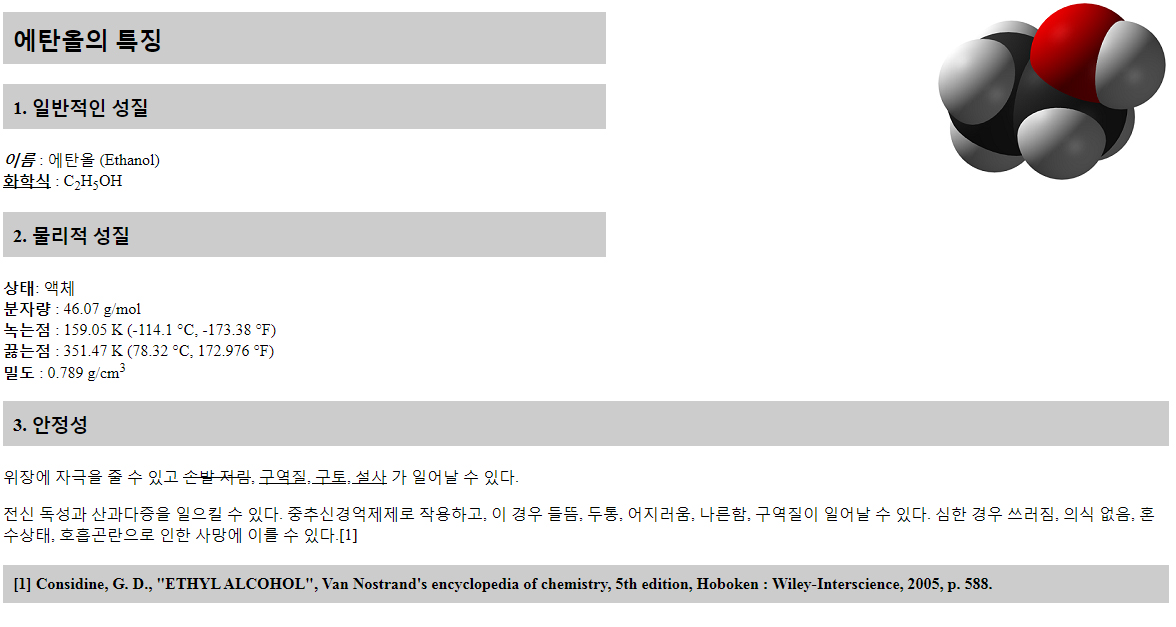 에탄올의 특징
1. 일반적인 성질
이름 : 에탄올 (Ethanol)
화학식 : C₂H₅OH
2. 물리적 성질
상태: 액체
분자량 : 46.07 g/mol
녹는점 : 159.05 K (-114.1 °C, -173.38 °F)
끓는점 : 351.47 K (78.32 °C, 172.976 °F)
밀도 : 0.789 g/cm³
3. 안정성
위장에 자극을 줄 수 있고 손발 저림, 구역질, 구토, 설사 가 일어날 수 있다.
전신 독성과 산과다증을 일으킬 수 있다. 중추신경억제제로 작용하고, 이 경우 들뜸, 두통, 어지러움, 나른함, 구역질이 일어날 수 있다. 심한 경우 쓰러짐, 의식 없음, 혼
수상태, 호흡곤란으로 인한 사망에 이를 수 있다.[1]
[1] Considine, G. D., "ETHYL ALCOHOL", Van Nostrand's encyclopedia of chemistry, 5th edition, Hoboken : Wiley-Interscience, 2005, p. 588.